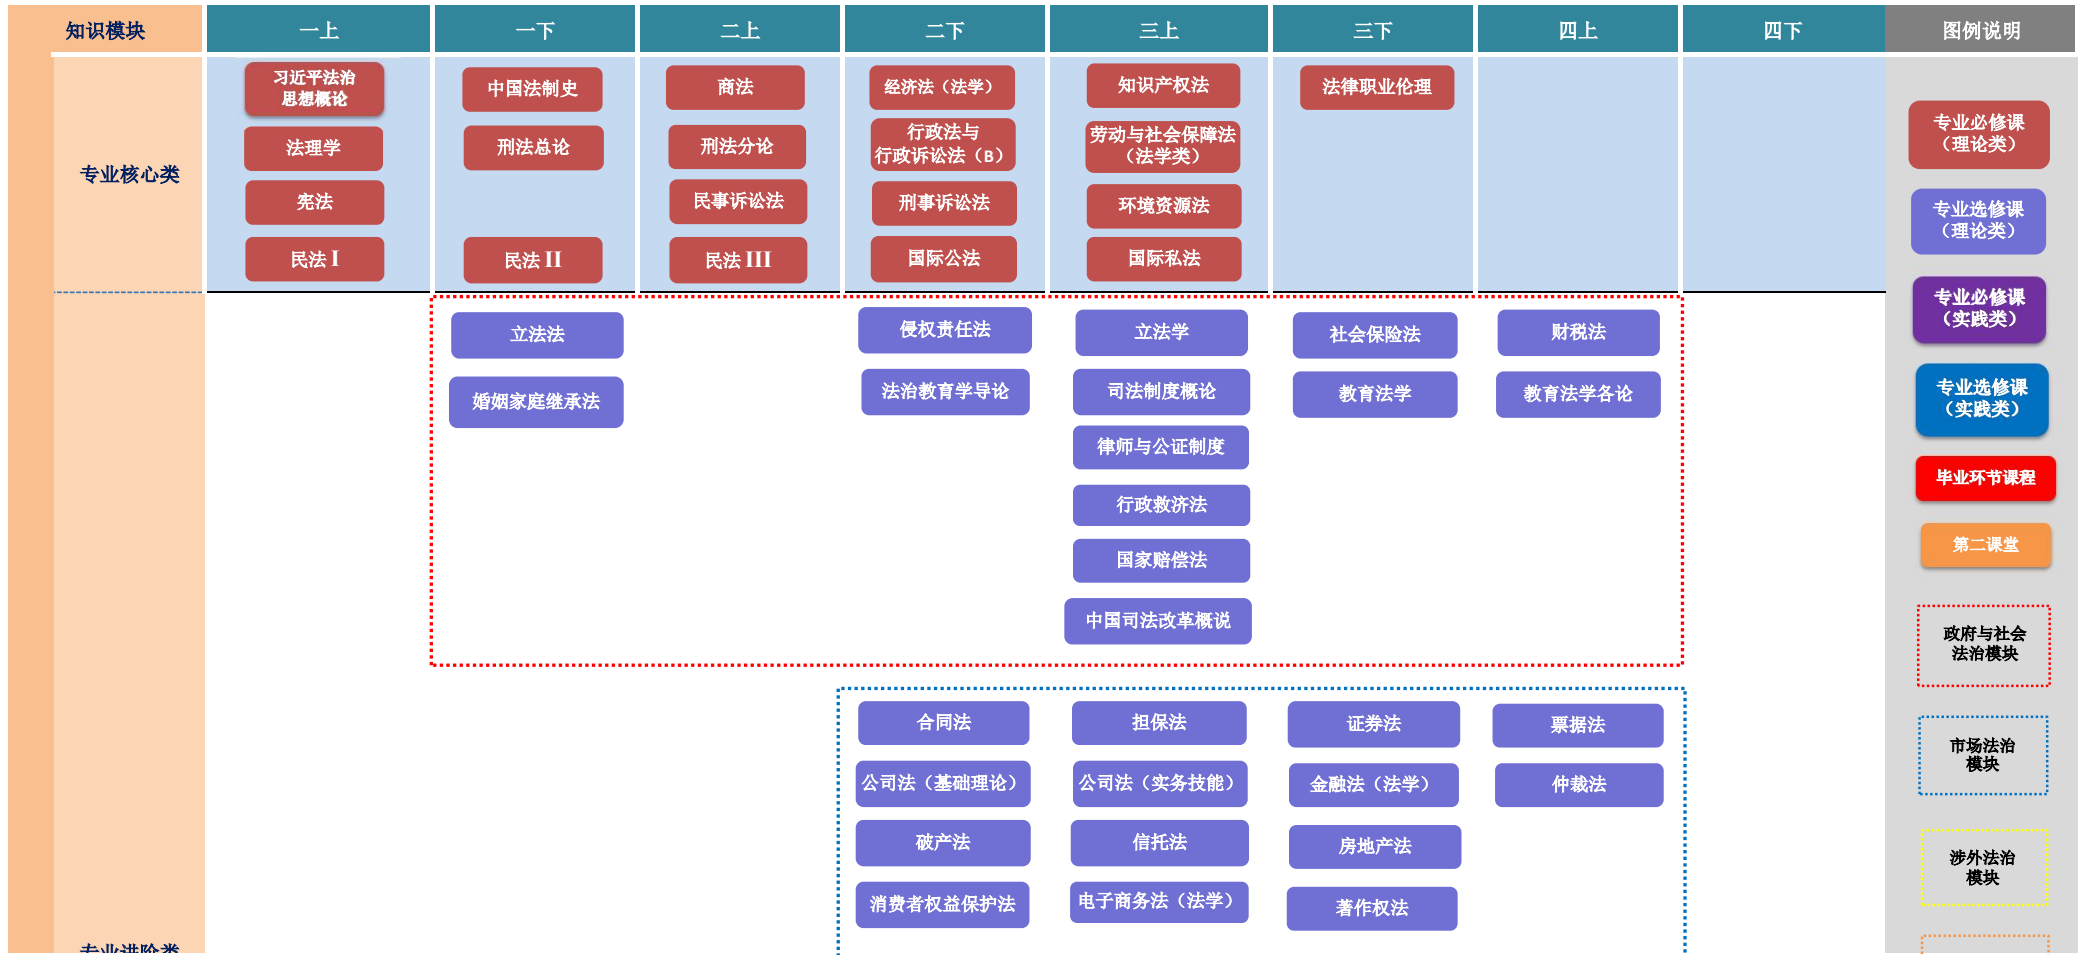 知识模块
一上
一下
二上
二下
三上
三下
四上
四下
图例说明
专业核心类
习近平法治
思想概论
中国法制史
商法
经济法（法学）
知识产权法
法律职业伦理
法理学
刑法总论
刑法分论
行政法与
行政诉讼法（B）
劳动与社会保障法
（法学类）
宪法
民事诉讼法
刑事诉讼法
环境资源法
民法 I
民法 II
民法 III
国际公法
国际私法
立法法
侵权责任法
立法学
社会保险法
财税法
婚姻家庭继承法
法治教育学导论
司法制度概论
教育法学
教育法学各论
律师与公证制度
行政救济法
国家赔偿法
中国司法改革概说
合同法
担保法
证券法
票据法
公司法（基础理论）
公司法（实务技能）
金融法（法学）
仲裁法
破产法
信托法
房地产法
消费者权益保护法
电子商务法（法学）
著作权法
专业进阶类
专业必修课
（理论类）
专业选修课
（理论类）
专业必修课
（实践类）
专业选修课
（实践类）
毕业环节课程
第二课堂
政府与社会
法治模块
市场法治
模块
涉外法治
模块